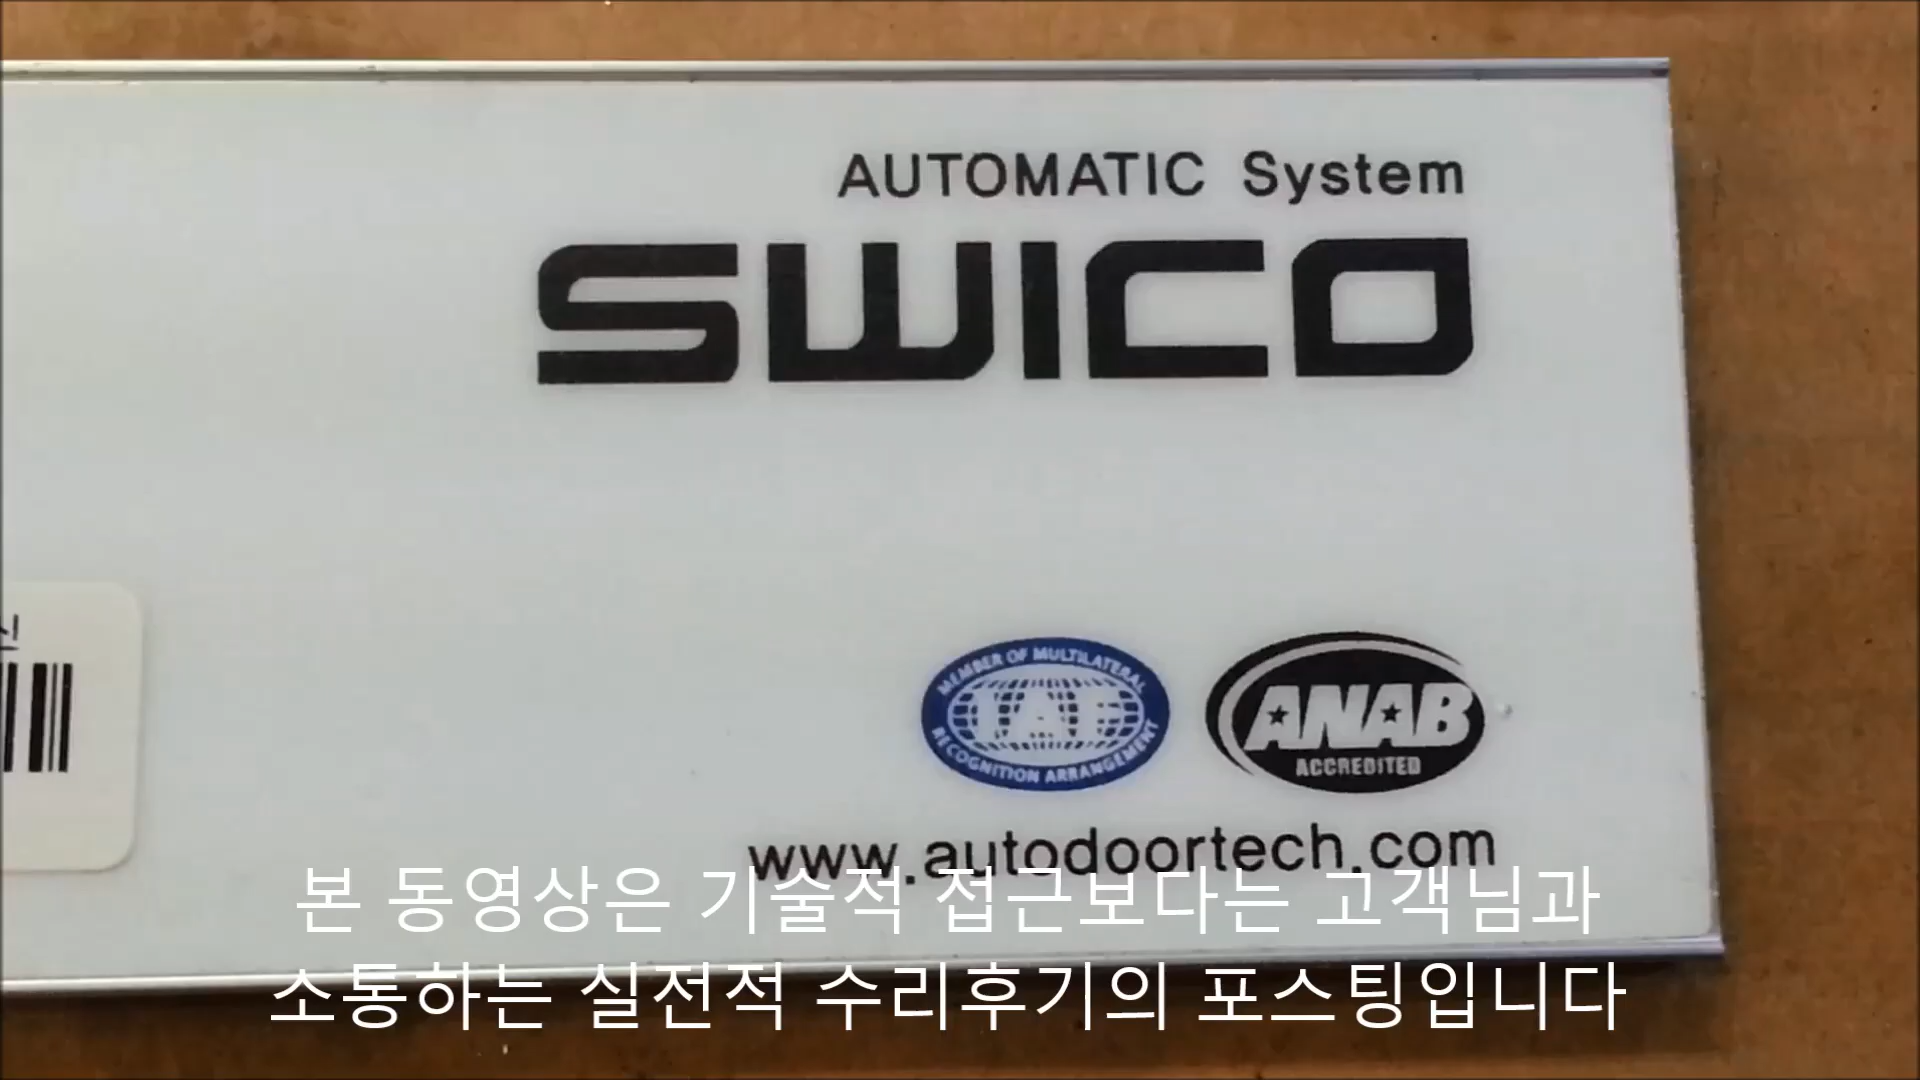 AUTOMATIC System
SWICO
MEMBER OF MULTILATERAL
IAF
RECOGNITION ARRANGEMENT
ANAB
ACCREDITED
www.autodoortech.com
본 동영상은 기술적 접근보다는 고객님과
소통하는 실전적 수리후기의 포스팅입니다